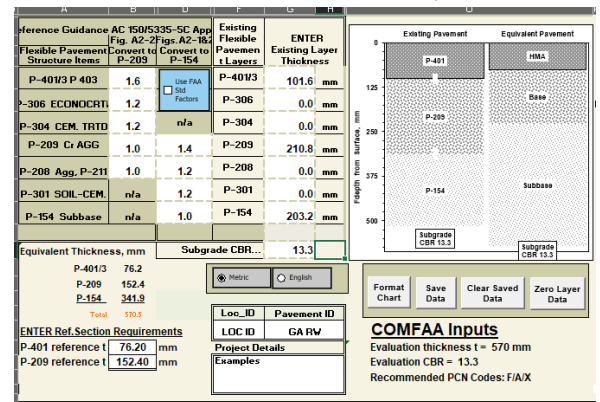 A B D F G H
eference Guidance AC 150/5335-5C App
Fig. A2-2 Figs.A2-1&2
Flexible Pavement Convert to Convert to
Structure Items P-209 P-154
Existing Flexible Pavement Layers
ENTER Existing Layer Thickness
P-401/3 P 403 1.6 Use FAA Std Factors P-401/3 101.6 mm
P-306 ECONOCRT 1.2 P-306 0.0 mm
P-304 CEM. TRTD 1.2 n/a P-304 0.0 mm
P-209 Cr AGG 1.0 1.4 P-209 210.8 mm
P-208 Agg, P-211 1.0 1.2 P-208 0.0 mm
P-301 SOIL-CEM. n/a 1.2 P-301 0.0 mm
P-154 Subbase n/a 1.0 P-154 203.2 mm
Subgrade CBR... 13.3
Equivalent Thickness, mm
P-401/3 76.2
P-209 152.4
P-154 341.9
Total 570.5
ENTER Ref.Section Requirements
P-401 reference t 76.20 mm
P-209 reference t 152.40 mm
Metric English
Loc_ID Pavement ID
LOC ID GA RW
Project Details
Examples
Existing Pavement Equivalent Pavement
0
125
250
375
500
Fdepth from surface, mm
P-401
P-209
P-154
Subgrade
CBR 13.3
HMA
Base
Subbase
Subgrade
CBR 13.3
Format Chart
Save Data
Clear Saved Data
Zero Layer Data
COMFAA Inputs
Evaluation thickness t = 570 mm
Evaluation CBR = 13.3
Recommended PCN Codes: F/A/X